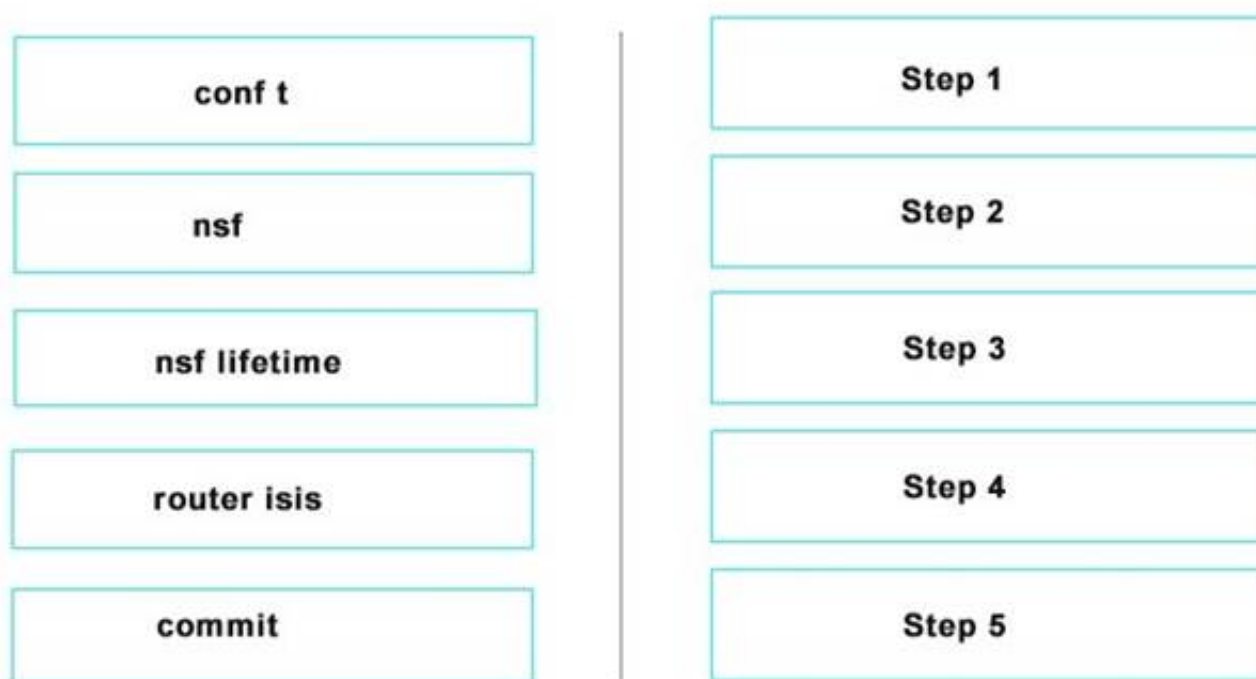 conf t
nsf
nsf lifetime
router isis
commit
Step 1
Step 2
Step 3
Step 4
Step 5